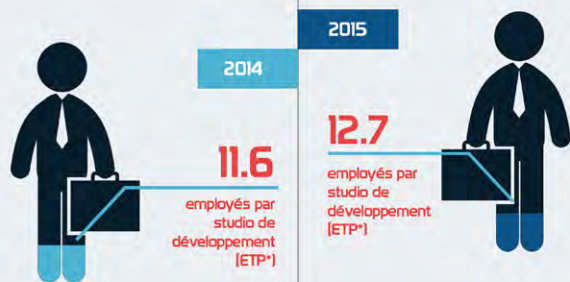 2014
11.6
employés par
studio de
développement
(ETP*)
2015
12.7
employés par
studio de
développement
(ETP*)